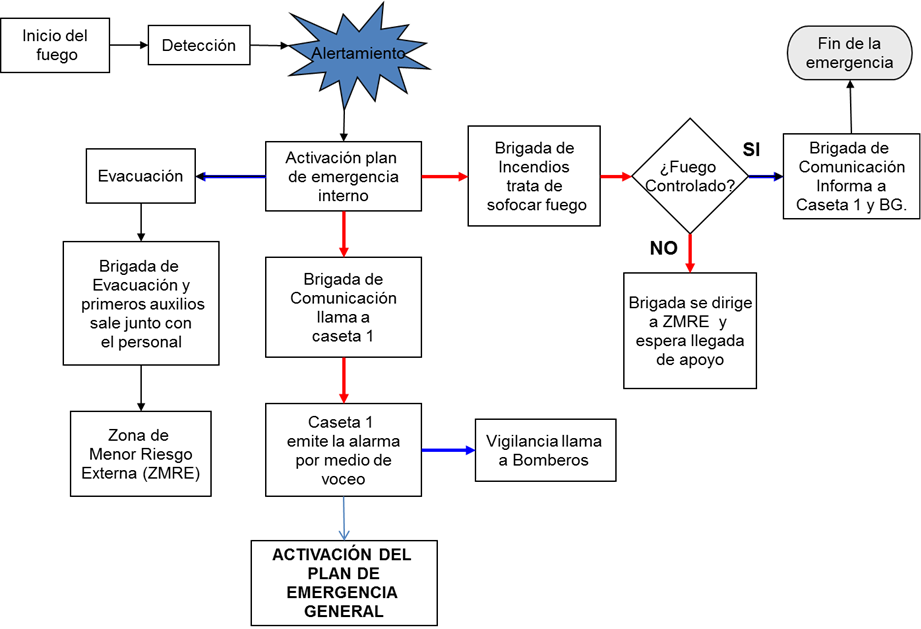 Inicio del
fuego
Detección
Alertamiento
Fin de la
emergencia
Evacuación
Activación plan
de emergencia
interno
Brigada de
Incendios
trata de
sofocar fuego
¿Fuego
Controlado?
SI
Brigada de
Comunicación
Informa a
Caseta 1 y BG.
NO
Brigada de
Evacuación y
primeros auxilios
sale junto con
el personal
Brigada de
Comunicación
llama a
caseta 1
Brigada se dirige
a ZMRE y
espera llegada
de apoyo
Zona de
Menor Riesgo
Externa (ZMRE)
Caseta 1
emite la alarma
por medio de
voceo
Vigilancia llama
a Bomberos
ACTIVACIÓN DEL
PLAN DE
EMERGENCIA
GENERAL